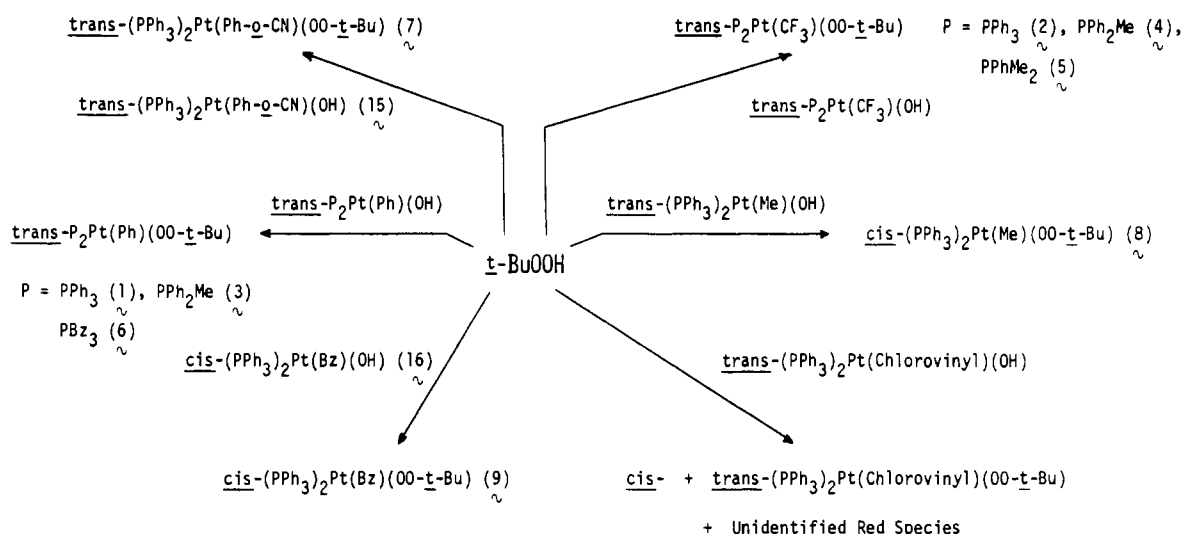 trans-(PPh3)2Pt(Ph-o-CN)(OO-t-Bu) (7)
trans-P2Pt(CF3)(OO-t-Bu) P = PPh3 (2), PPh2Me (4),
PPhMe2 (5)
trans-(PPh3)2Pt(Ph-o-CN)(OH) (15)
trans-P2Pt(CF3)(OH)
trans-P2Pt(Ph)(OH)
trans-(PPh3)2Pt(Me)(OH)
trans-P2Pt(Ph)(OO-t-Bu)
t-BuOOH
cis-(PPh3)2Pt(Me)(OO-t-Bu) (8)
P = PPh3 (1), PPh2Me (3)
PBz3 (6)
cis-(PPh3)2Pt(Bz)(OH) (16)
trans-(PPh3)2Pt(Chlorovinyl)(OH)
cis-(PPh3)2Pt(Bz)(OO-t-Bu) (9)
cis- + trans-(PPh3)2Pt(Chlorovinyl)(OO-t-Bu)
+ Unidentified Red Species